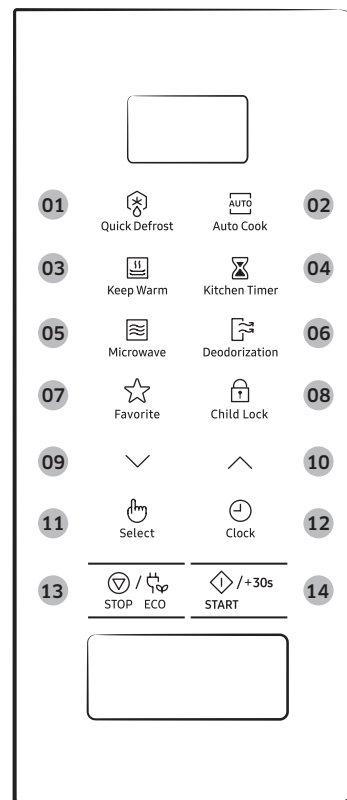 01 AUTO 02
Quick Defrost Auto Cook
03 04
Keep Warm Kitchen Timer
05 06
Microwave Deodorization
07 08
Favorite Child Lock
09 10
11 12
Select Clock
13 / /+30s 14
STOP ECO START